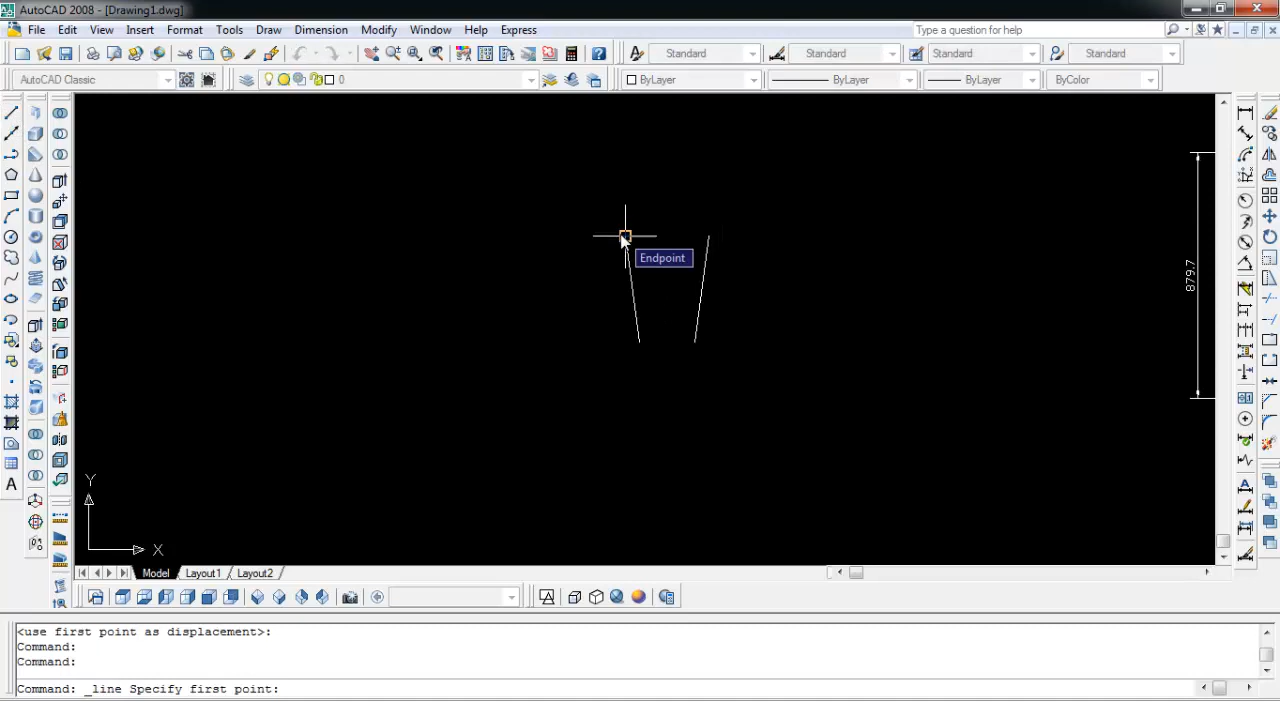 AutoCAD 2008 - [Drawing1.dwg]
File Edit View Insert Format Tools Draw Dimension Modify Window Help Express
Type a question for help
Standard Standard Standard Standard
AutoCAD Classic 0 ByLayer ByLayer ByLayer ByColor
Endpoint
879.7
A
Y
X
Model Layout1 Layout2
<use first point as displacement>:
Command:
Command:
Command: _line Specify first point: